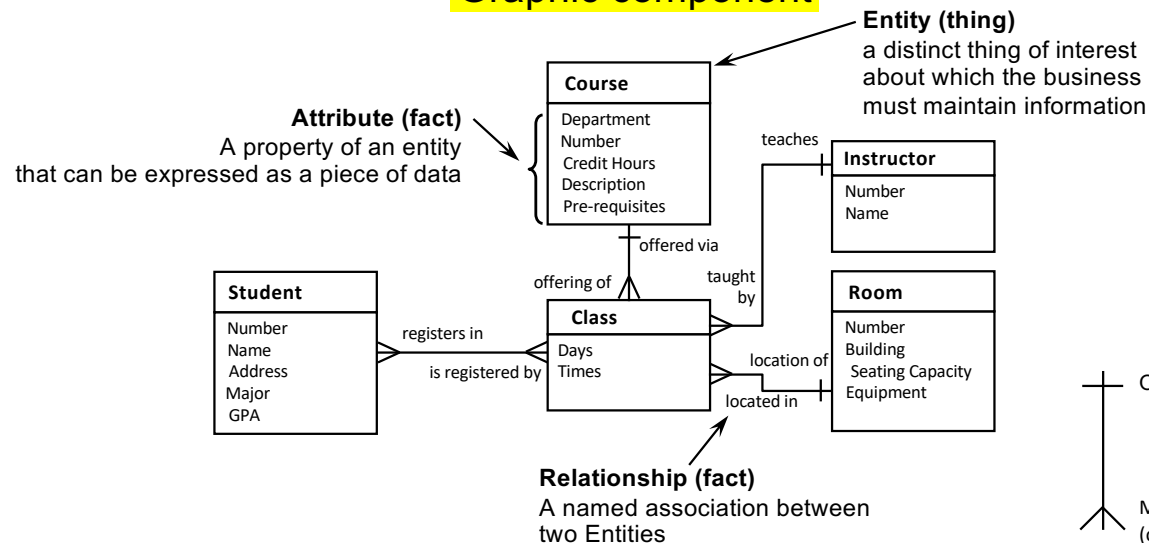 Graphic component
Entity (thing)
a distinct thing of interest
about which the business
must maintain information
Course
Department
Number
Credit Hours
Description
Pre-requisites
Attribute (fact)
A property of an entity
that can be expressed as a piece of data
teaches
Instructor
Number
Name
offered via
offering of
taught
by
Student
Number
Name
Address
Major
GPA
registers in
is registered by
Class
Days
Times
Room
Number
Building
Seating Capacity
Equipment
location of
located in
Relationship (fact)
A named association between
two Entities